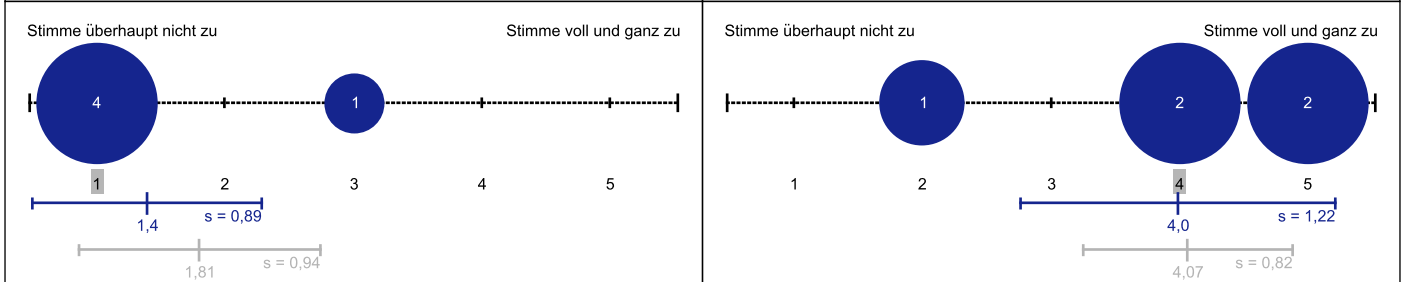 Stimme überhaupt nicht zu Stimme voll und ganz zu
4 1
1 2 3 4 5
1,4 s = 0,89
1,81 s = 0,94
Stimme überhaupt nicht zu Stimme voll und ganz zu
1 2 2
1 2 3 4 5
4,0 s = 1,22
4,07 s = 0,82